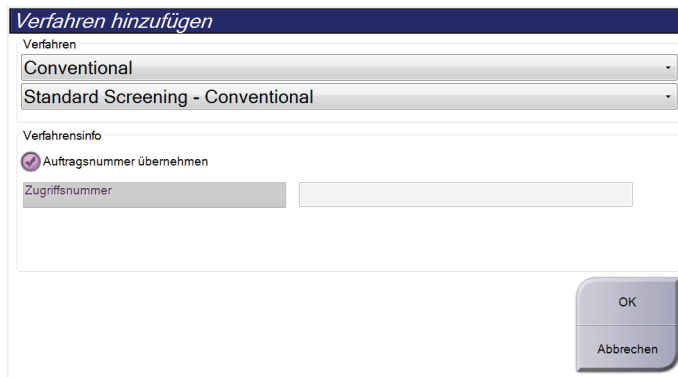 Verfahren hinzufügen
Verfahren
Conventional
Standard Screening - Conventional
Verfahrensinfo
Auftragsnummer übernehmen
Zugriffsnummer
OK
Abbrechen